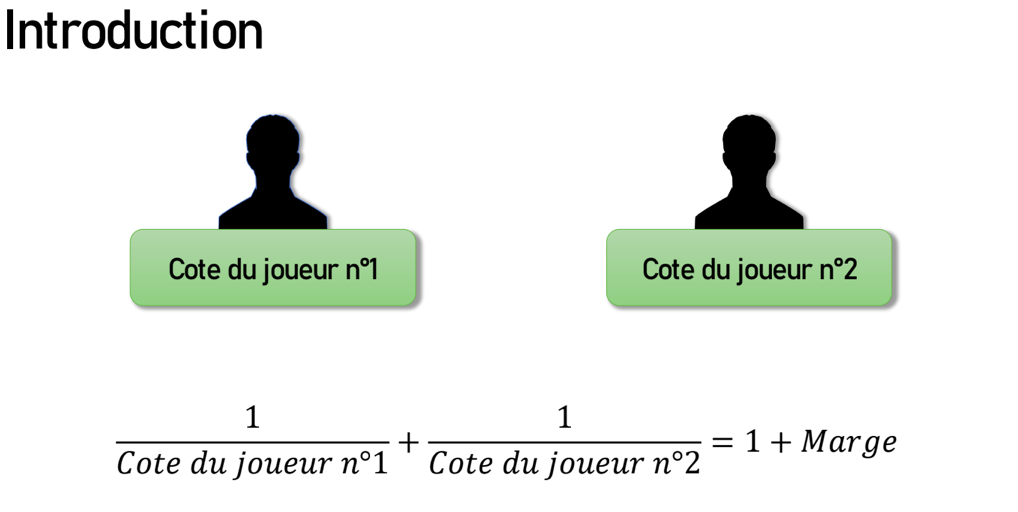 Introduction
Cote du joueur n°1
Cote du joueur n°2
1 / Cote du joueur n°1 + 1 / Cote du joueur n°2 = 1 + Marge